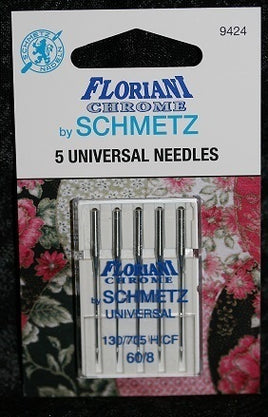 9424
SCHMETZ
NADELN
FLORIANI
CHROME
by SCHMETZ
5 UNIVERSAL NEEDLES
FLORIANI
CHROME
by SCHMETZ
UNIVERSAL
130/705 H CF
60/8